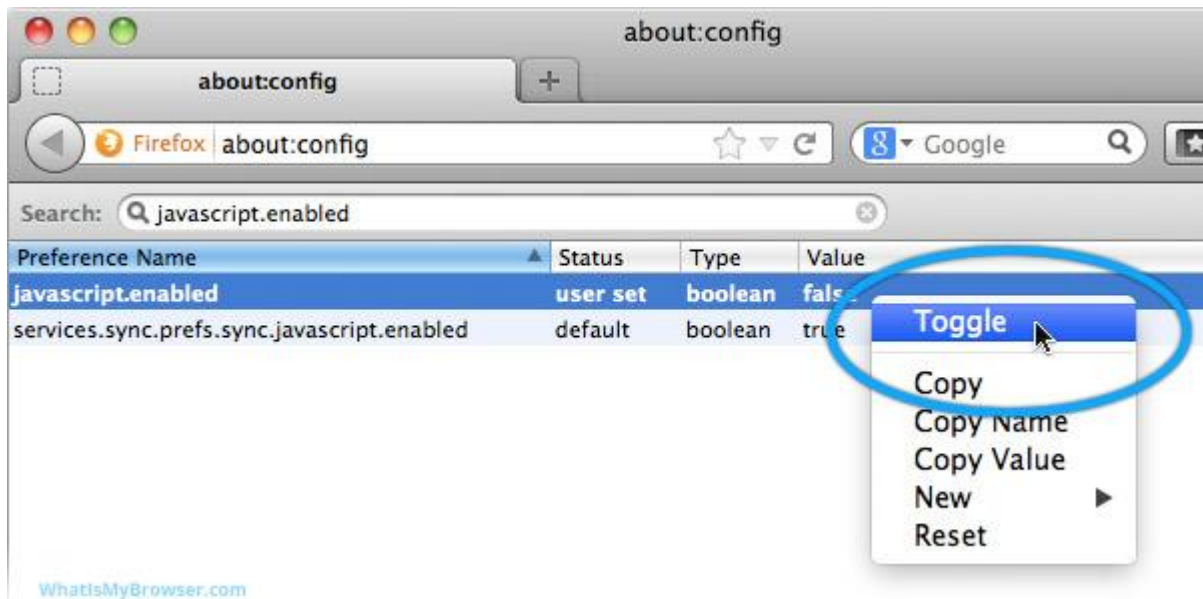 about:config
about:config
Firefox about:config Google
Search: javascript.enabled
Preference Name Status Type Value
javascript.enabled user set boolean false
services.sync.prefs.sync.javascript.enabled default boolean true
Toggle
Copy
Copy Name
Copy Value
New
Reset
WhatIsMyBrowser.com